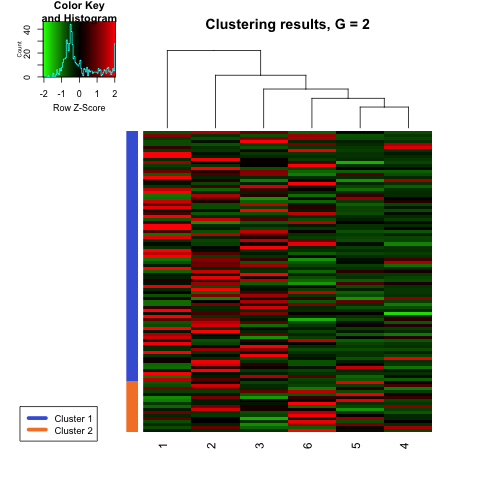 Color Key
and Histogram
Count
0 20 40
-2 -1 0 1 2
Row Z-Score
Clustering results, G = 2
Cluster 1
Cluster 2
1 2 3 6 5 4